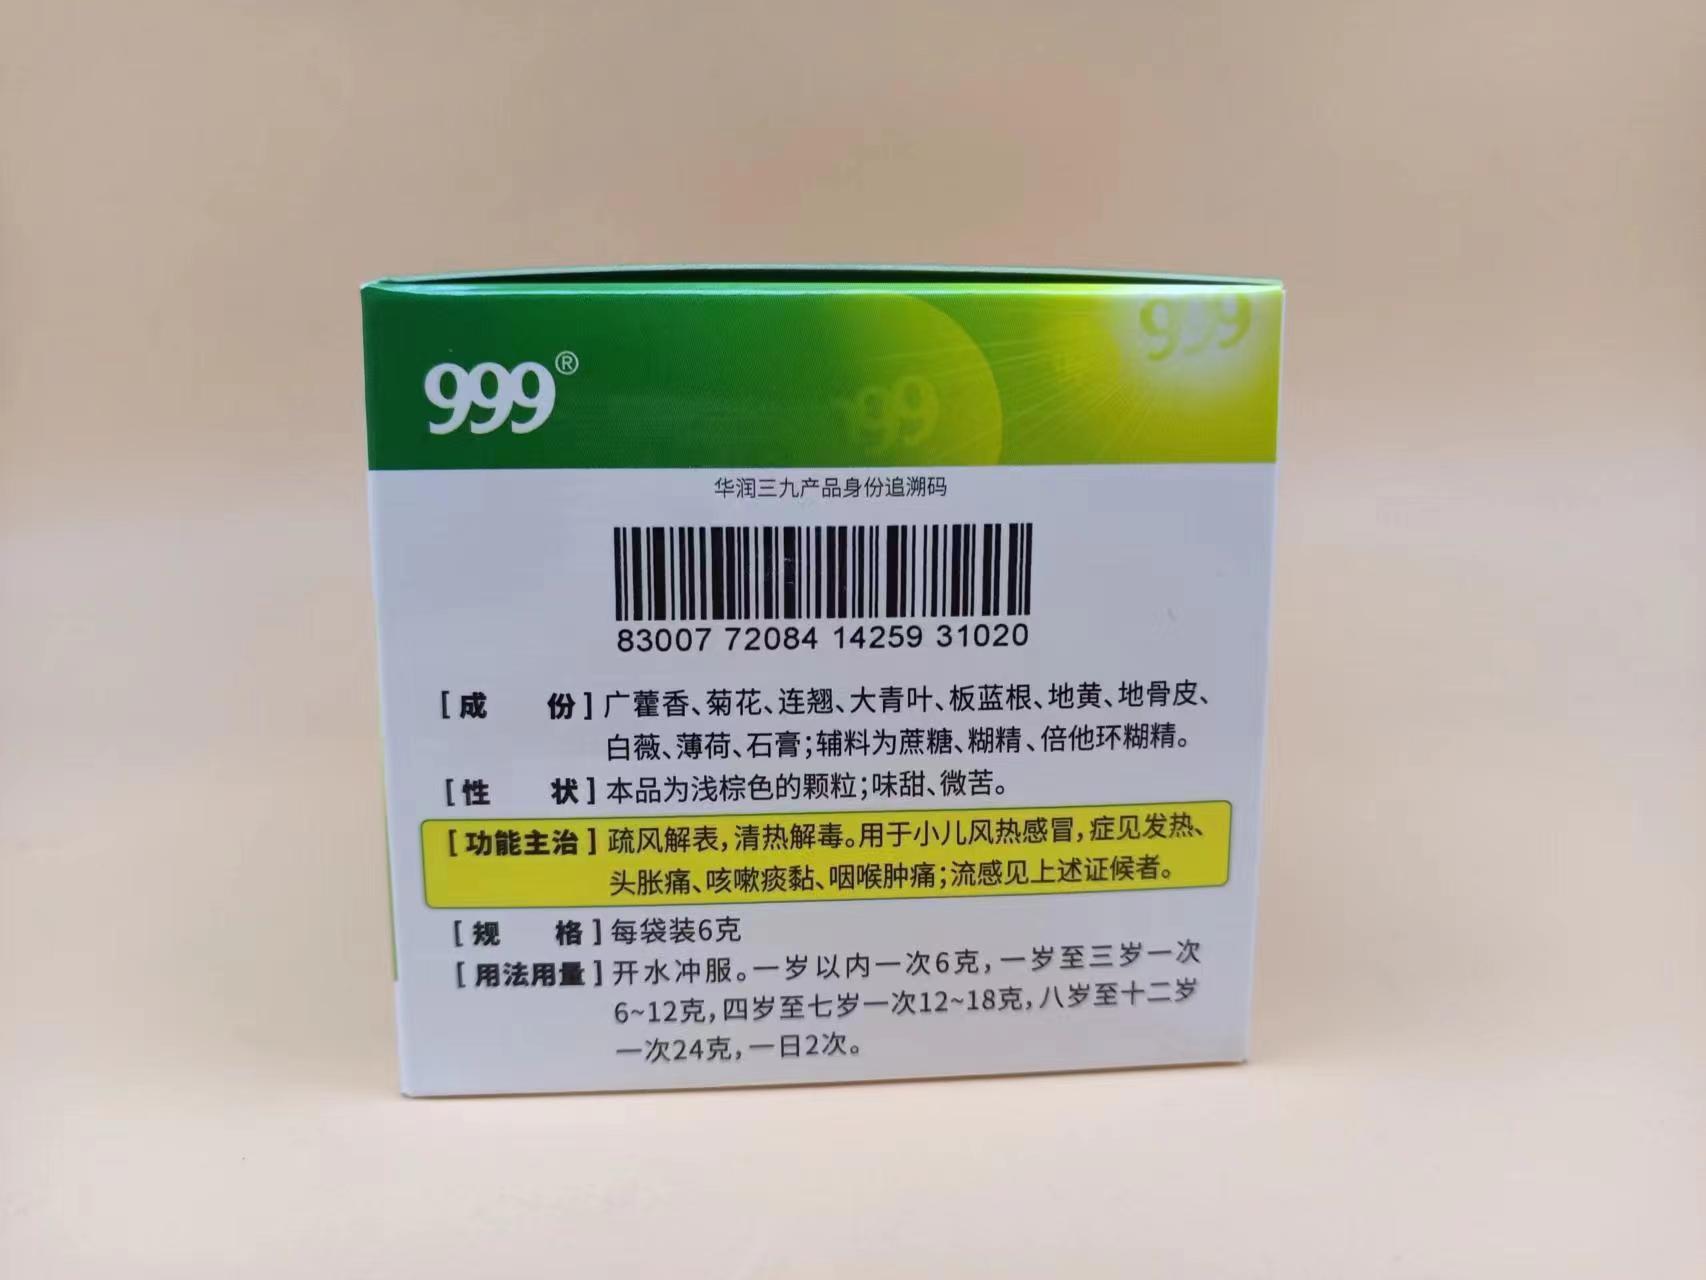 999®
999
999
华润三九产品身份追溯码
83007 72084 14259 31020
[成 份]广藿香、菊花、连翘、大青叶、板蓝根、地黄、地骨皮、
白薇、薄荷、石膏;辅料为蔗糖、糊精、倍他环糊精。
[性 状]本品为浅棕色的颗粒;味甜、微苦。
[功能主治]疏风解表,清热解毒。用于小儿风热感冒,症见发热、
头胀痛、咳嗽痰黏、咽喉肿痛;流感见上述证候者。
[规 格]每袋装6克
[用法用量]开水冲服。一岁以内一次6克,一岁至三岁一次
6~12克,四岁至七岁一次12~18克,八岁至十二岁
一次24克,一日2次。